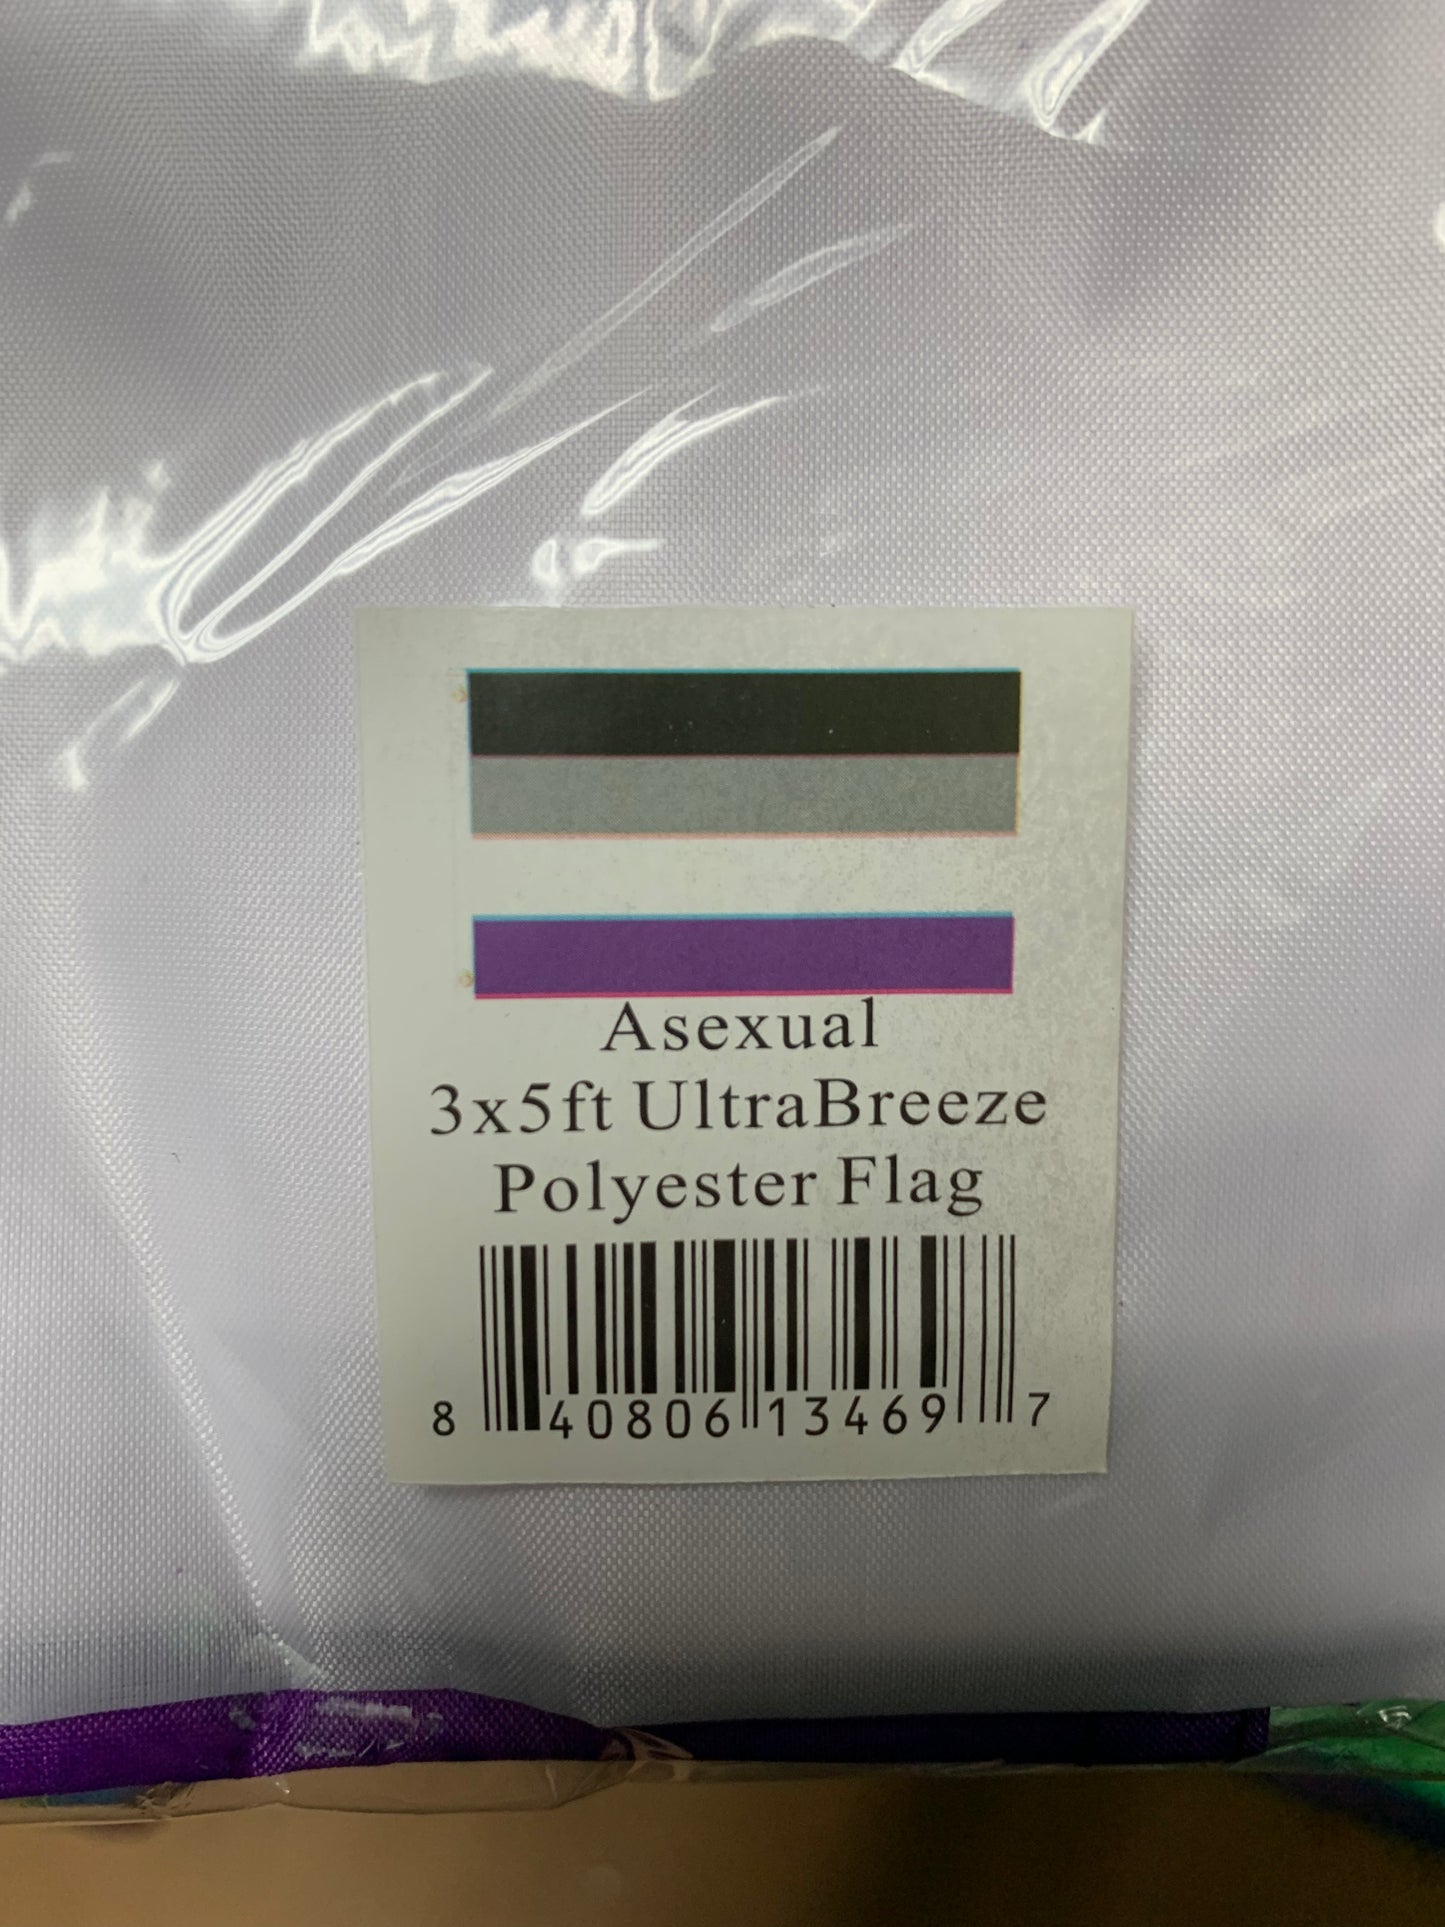 Asexual
3x5ft UltraBreeze
Polyester Flag
8 40806 13469 7